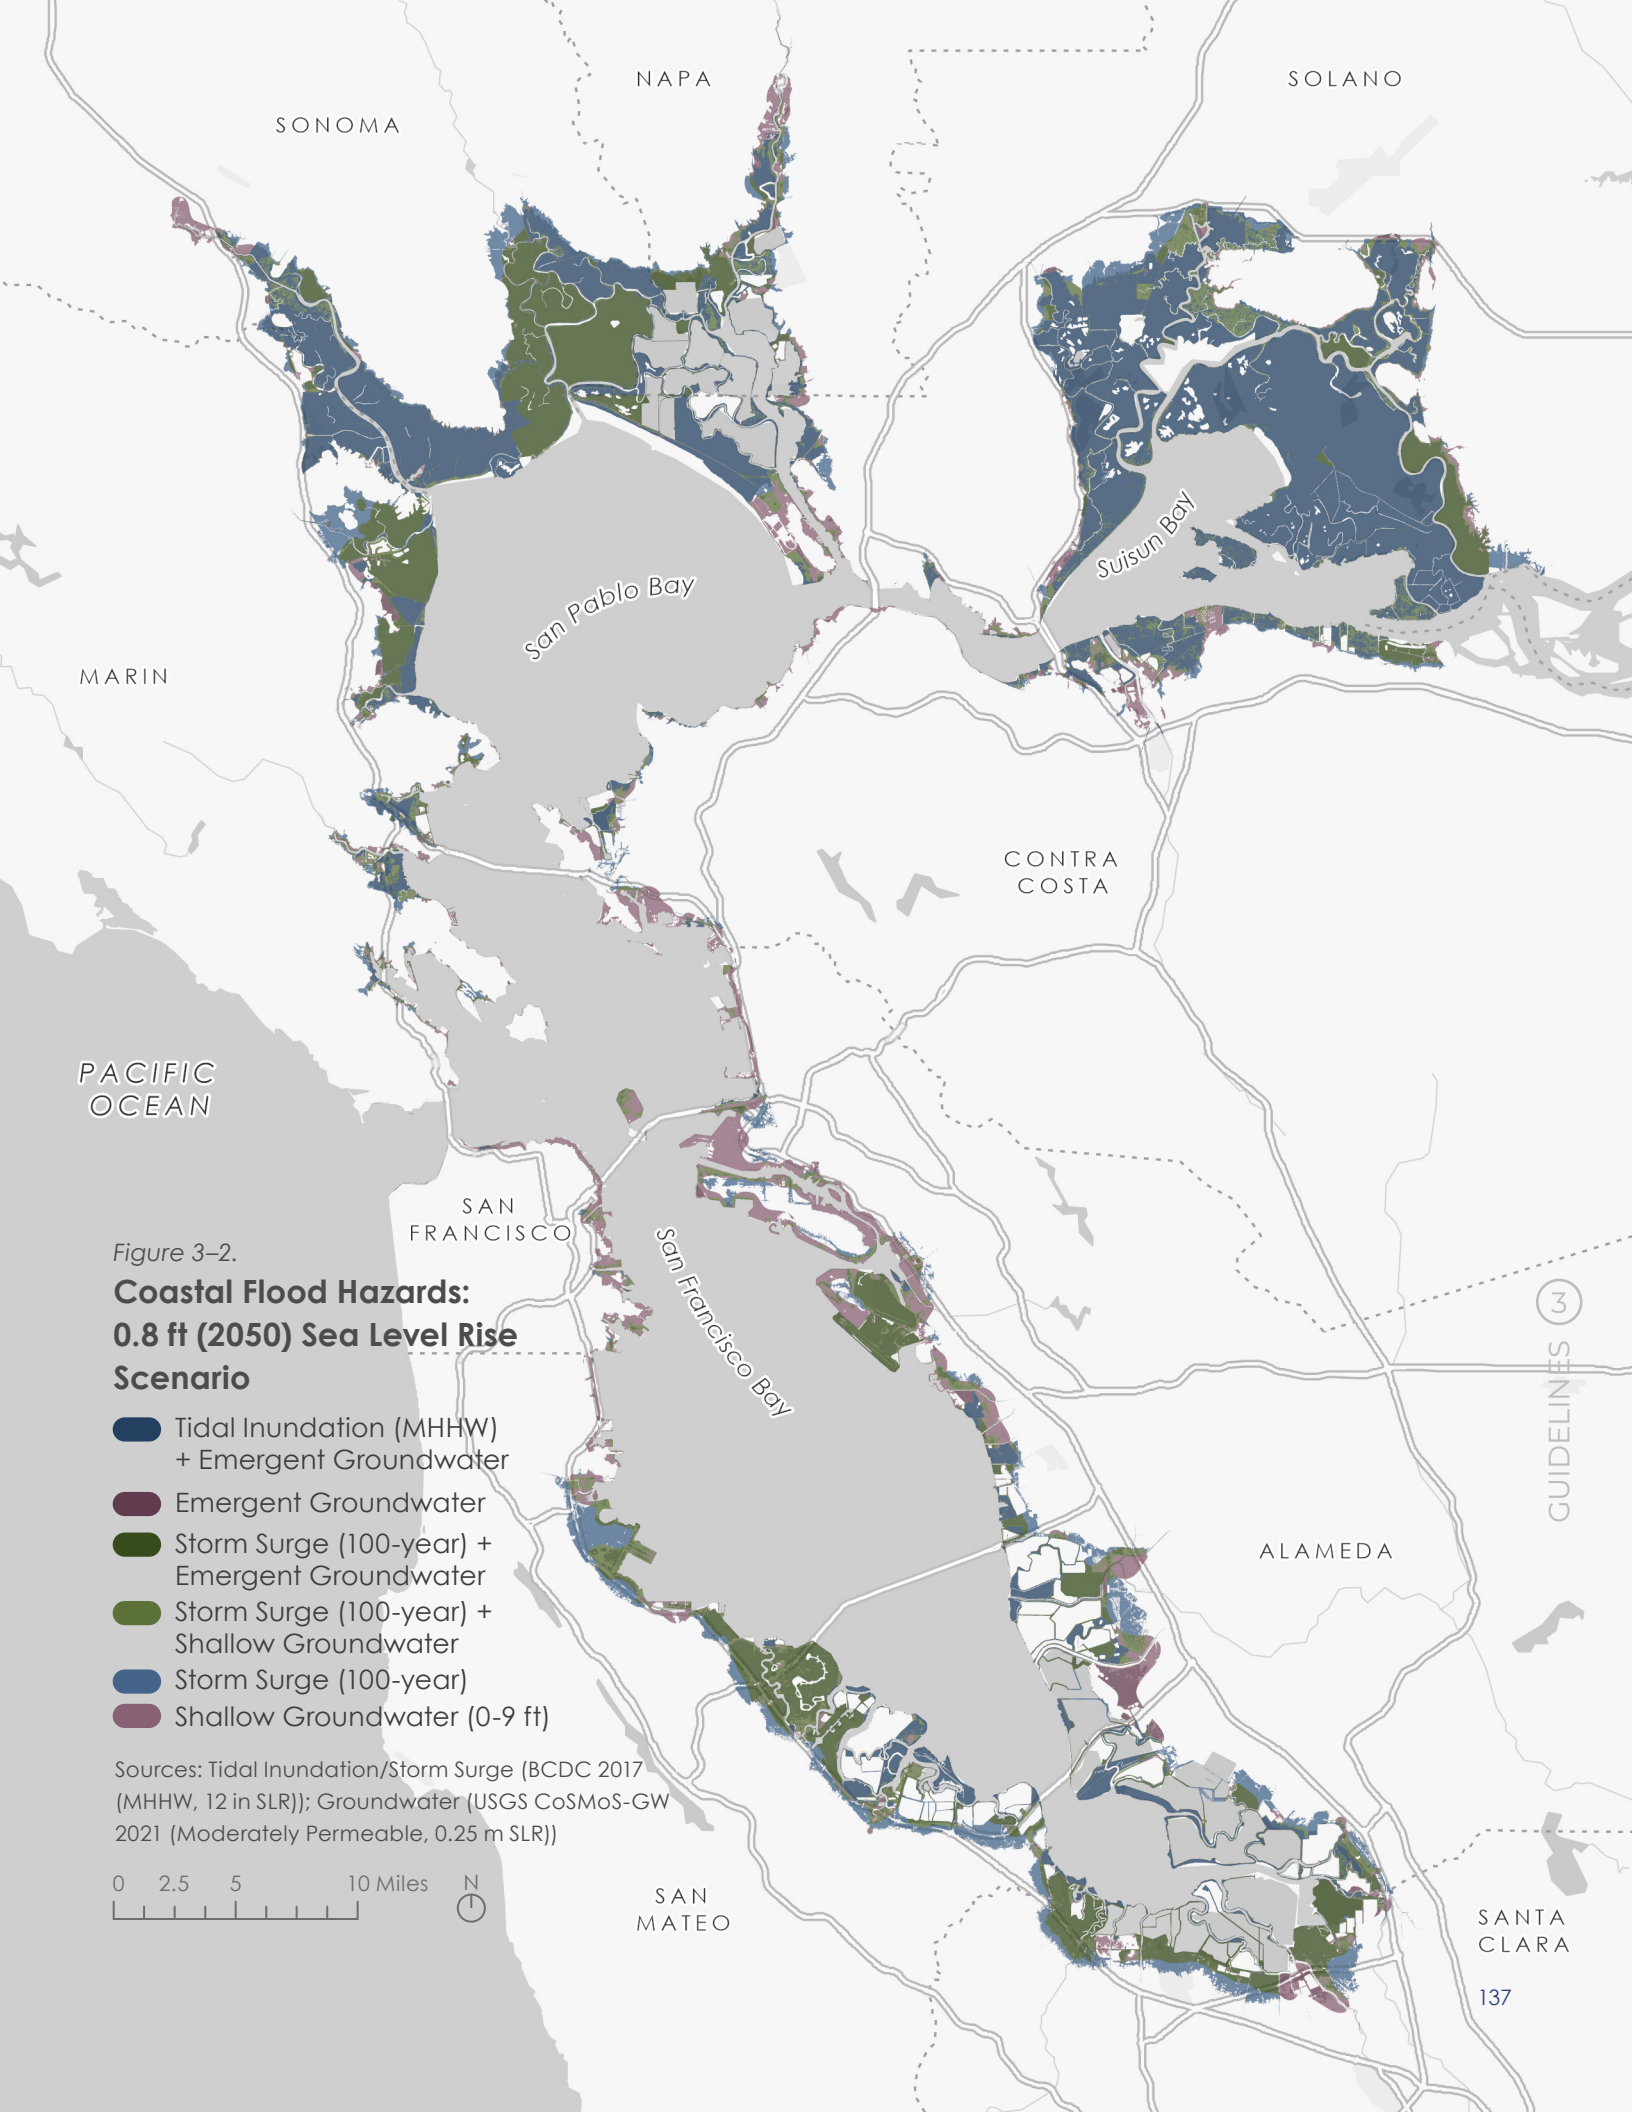 NAPA
SOLANO
SONOMA
Suisun Bay
San Pablo Bay
MARIN
CONTRA
COSTA
PACIFIC
OCEAN
SAN
FRANCISCO
San Francisco Bay
Figure 3–2.
Coastal Flood Hazards:
0.8 ft (2050) Sea Level Rise
Scenario
Tidal Inundation (MHHW)
+ Emergent Groundwater
Emergent Groundwater
Storm Surge (100-year) +
Emergent Groundwater
Storm Surge (100-year) +
Shallow Groundwater
Storm Surge (100-year)
Shallow Groundwater (0-9 ft)
Sources: Tidal Inundation/Storm Surge (BCDC 2017
(MHHW, 12 in SLR)); Groundwater (USGS CoSMoS-GW
2021 (Moderately Permeable, 0.25 m SLR))
0 2.5 5 10 Miles N
ALAMEDA
SAN
MATEO
SANTA
CLARA
GUIDELINES 3
137